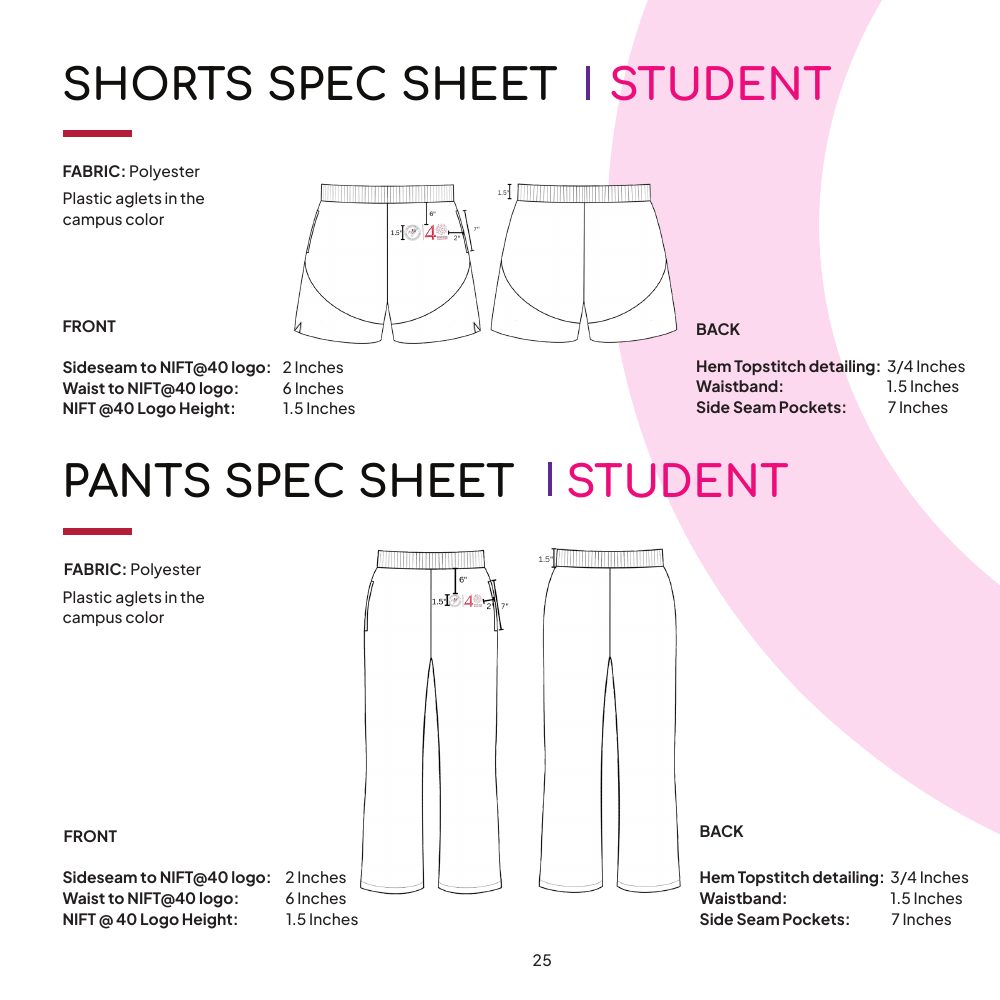 SHORTS SPEC SHEET | STUDENT
FABRIC: Polyester
Plastic aglets in the
campus color
1.5"
6"
1.5"
4
2"
7"
FRONT
Sideseam to NIFT@40 logo: 2 Inches
Waist to NIFT@40 logo: 6 Inches
NIFT @40 Logo Height: 1.5 Inches
BACK
Hem Topstitch detailing: 3/4 Inches
Waistband: 1.5 Inches
Side Seam Pockets: 7 Inches
PANTS SPEC SHEET | STUDENT
FABRIC: Polyester
Plastic aglets in the
campus color
1.5"
6"
1.5"
4
2"
7"
FRONT
Sideseam to NIFT@40 logo: 2 Inches
Waist to NIFT@40 logo: 6 Inches
NIFT @ 40 Logo Height: 1.5 Inches
BACK
Hem Topstitch detailing: 3/4 Inches
Waistband: 1.5 Inches
Side Seam Pockets: 7 Inches
25